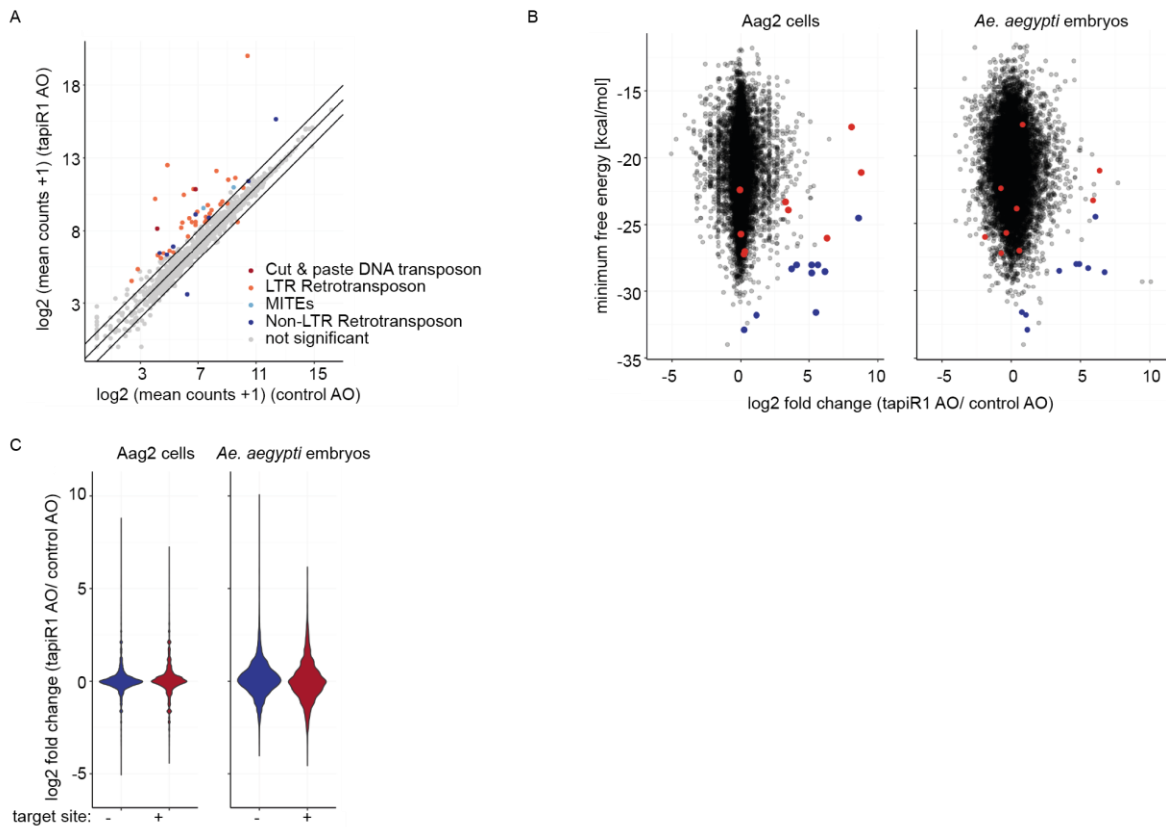 A
log2 (mean counts +1) (tapiR1 AO)
18
13
8
3
3
7
11
15
log2 (mean counts +1) (control AO)
Cut & paste DNA transposon
LTR Retrotransposon
MITEs
Non-LTR Retrotransposon
not significant
B
Aag2 cells
Ae. aegypti embryos
minimum free energy [kcal/mol]
-15
-20
-25
-30
-35
-5
0
5
10
-5
0
5
10
log2 fold change (tapiR1 AO/ control AO)
C
Aag2 cells
Ae. aegypti embryos
log2 fold change (tapiR1 AO/ control AO)
10
5
0
-5
target site: - + - +